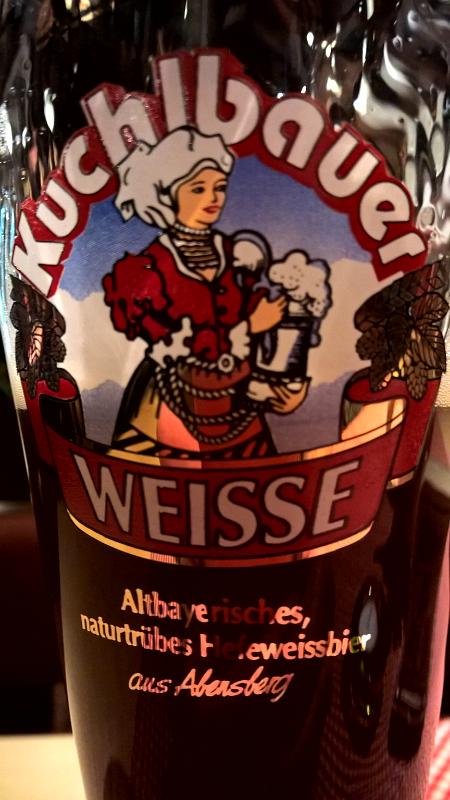 Kuchlbauer
WEISSE
Altbayerisches,
naturtrübes Hefeweissbier
aus Abensberg